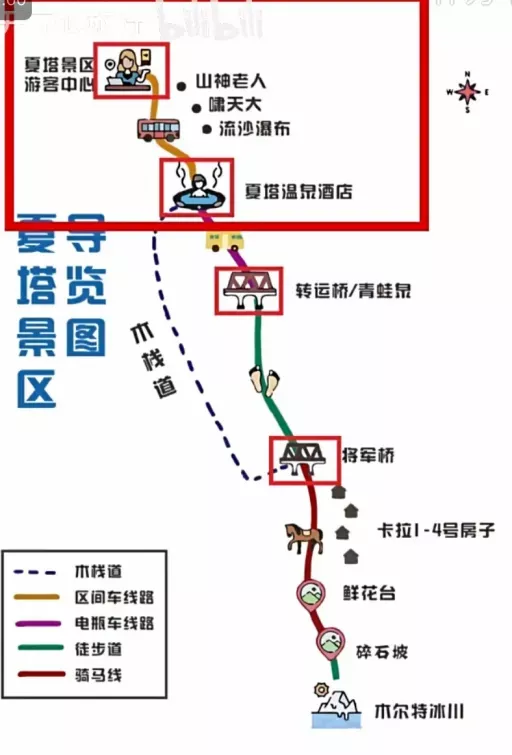 bilibili
夏塔景区
游客中心
山神老人
啸天大
流沙瀑布
N
W
E
S
夏塔温泉酒店
夏塔景区
导览图
转运桥/青蛙泉
木栈道
将军桥
卡拉1-4号房子
鲜花台
碎石坡
木尔特冰川
木栈道
区间车线路
电瓶车线路
徒步道
骑马线